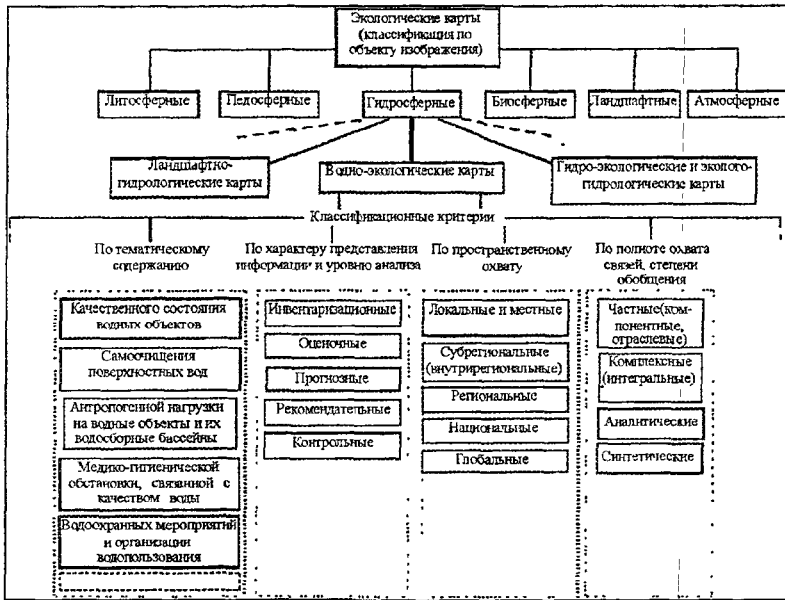 Экологические карты
(классификация по
объекту изображения)
Литосферные
Педосферные
Гидросферные
Биосферные
Ландшафтные
Атмосферные
Ландшафтно-
гидрологические карты
Водно-экологические карты
Гидро-экологические и эколого-
гидрологические карты
Классификационные критерии
По тематическому
содержанию
По характеру представления
информации и уровню анализа
По пространственному
охвату
По полноте охвата
связей, степени
обобщения
Качественного состояния
водных объектов
Самоочищения
поверхностных вод
Антропогенной нагрузки
на водные объекты и их
водосборные бассейны
Медико-гигиенической
обстановки, связанной с
качеством воды
Водоохранных мероприятий
и организации
водопользования
Инвентаризационные
Оценочные
Прогнозные
Рекомендательные
Контрольные
Локальные и местные
Субрегиональные
(внутрирегиональные)
Региональные
Национальные
Глобальные
Частные(ком-
понентные,
отраслевые)
Комплексные
(интегральные)
Аналитические
Синтетические